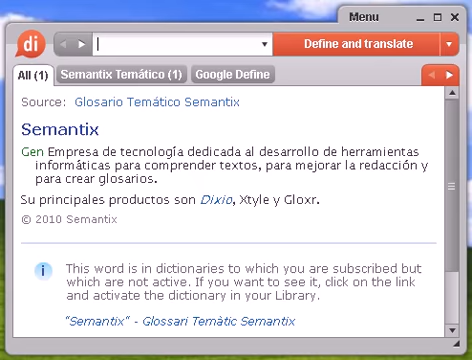 Menu
di
Define and translate
All (1)
Semantix Temático (1)
Google Define
Source: Glosario Temático Semantix
Semantix
Gen Empresa de tecnología dedicada al desarrollo de herramientas
informáticas para comprender textos, para mejorar la redacción y
para crear glosarios.
Su principales productos son Dixio, Xtyle y Gloxr.
© 2010 Semantix
i
This word is in dictionaries to which you are subscribed but
which are not active. If you want to see it, click on the link
and activate the dictionary in your Library.
"Semantix" - Glossari Temàtic Semantix